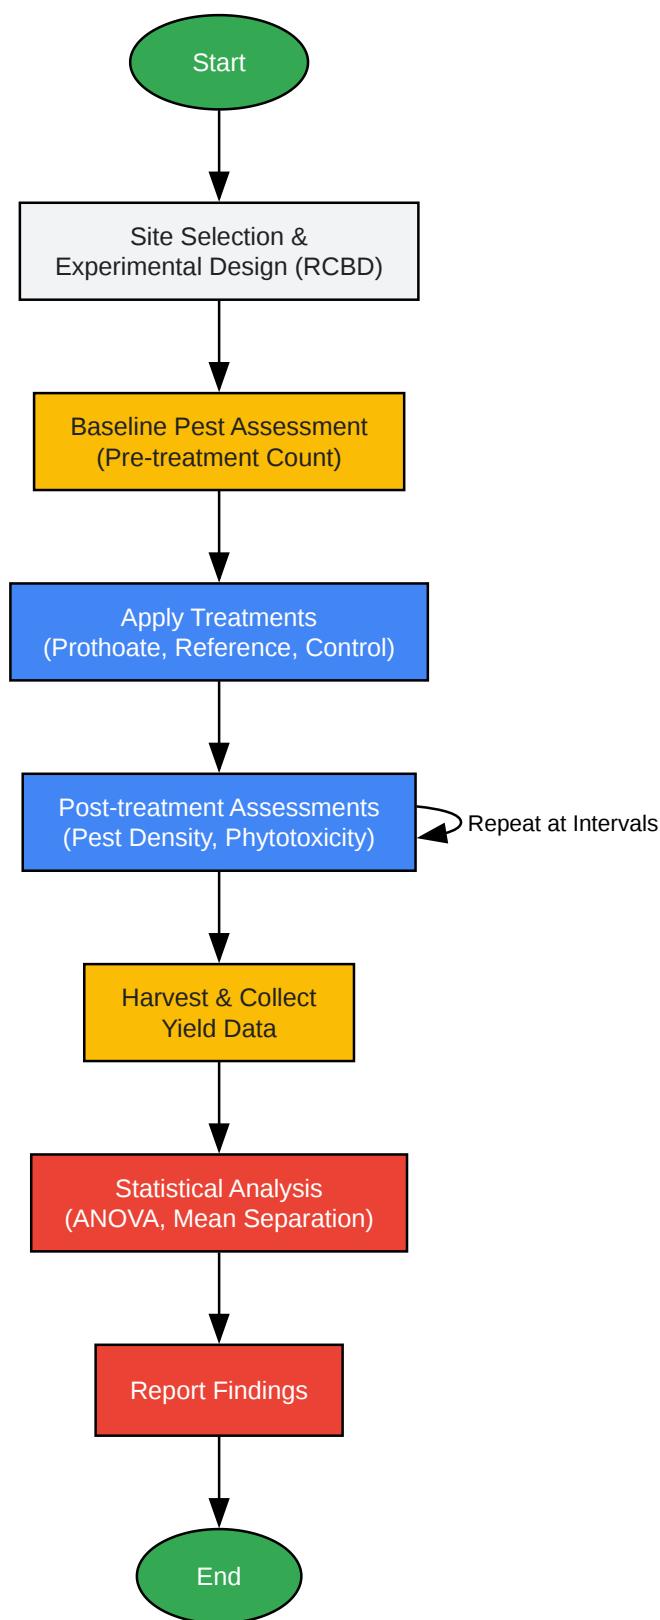 Start
Site Selection &
Experimental Design (RCBD)
Baseline Pest Assessment
(Pre-treatment Count)
Apply Treatments
(Prothoate, Reference, Control)
Post-treatment Assessments
(Pest Density, Phytotoxicity)
Repeat at Intervals
Harvest & Collect
Yield Data
Statistical Analysis
(ANOVA, Mean Separation)
Report Findings
End